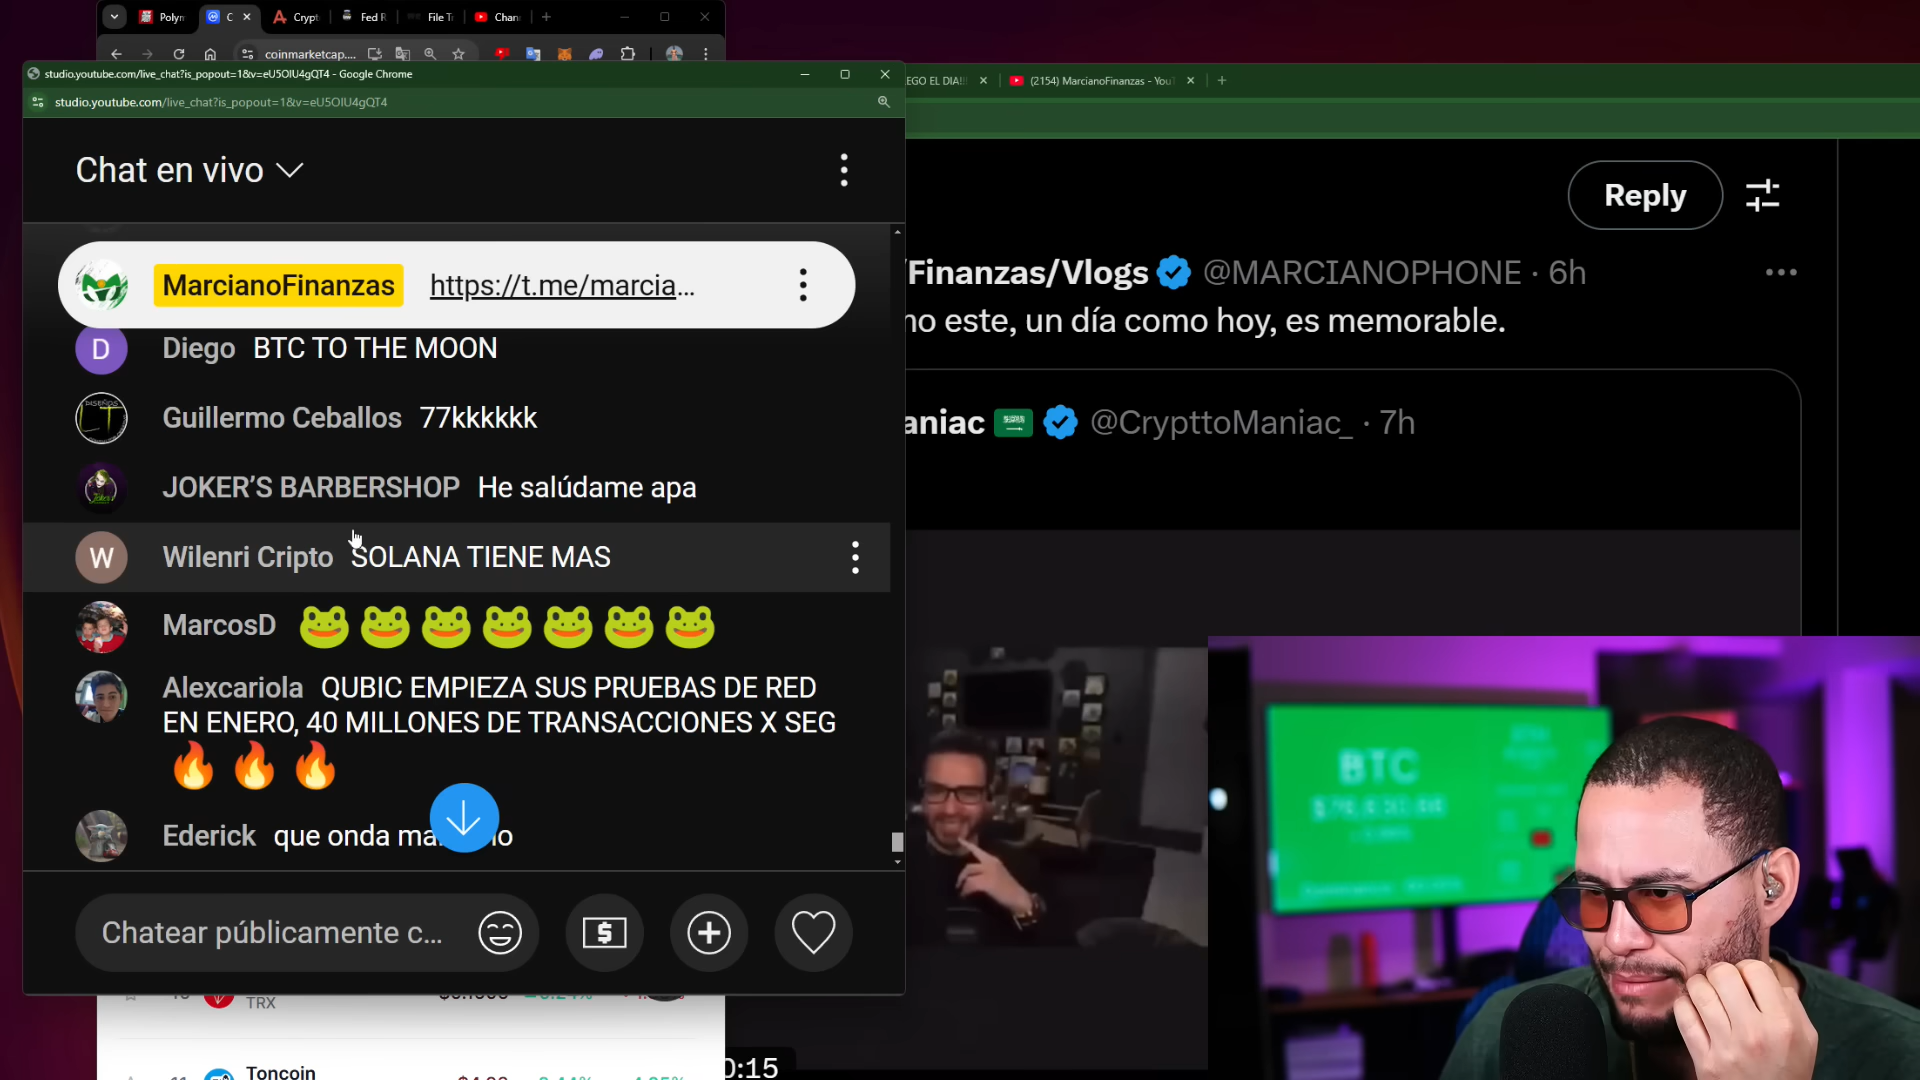 Polym
C
Crypt
Fed R
File T
Chan
coinmarketcap....
studio.youtube.com/live_chat?is_popout=1&v=eU5OIU4gQT4 - Google Chrome
studio.youtube.com/live_chat?is_popout=1&v=eU5OIU4gQT4
EGO EL DIA!!
(2154) MarcianoFinanzas - You
Chat en vivo
MarcianoFinanzas https://t.me/marcia...
D Diego BTC TO THE MOON
Guillermo Ceballos 77kkkkkk
JOKER'S BARBERSHOP He salúdame apa
W Wilenri Cripto SOLANA TIENE MAS
MarcosD 🐸🐸🐸🐸🐸🐸🐸
Alexcariola QUBIC EMPIEZA SUS PRUEBAS DE RED
EN ENERO, 40 MILLONES DE TRANSACCIONES X SEG
🔥🔥🔥
Ederick que onda ma
Chatear públicamente c...
Reply
/Finanzas/Vlogs @MARCIANOPHONE · 6h
no este, un día como hoy, es memorable.
aniac @CrypttoManiac_ · 7h
BTC
TRX
Toncoin
0:15